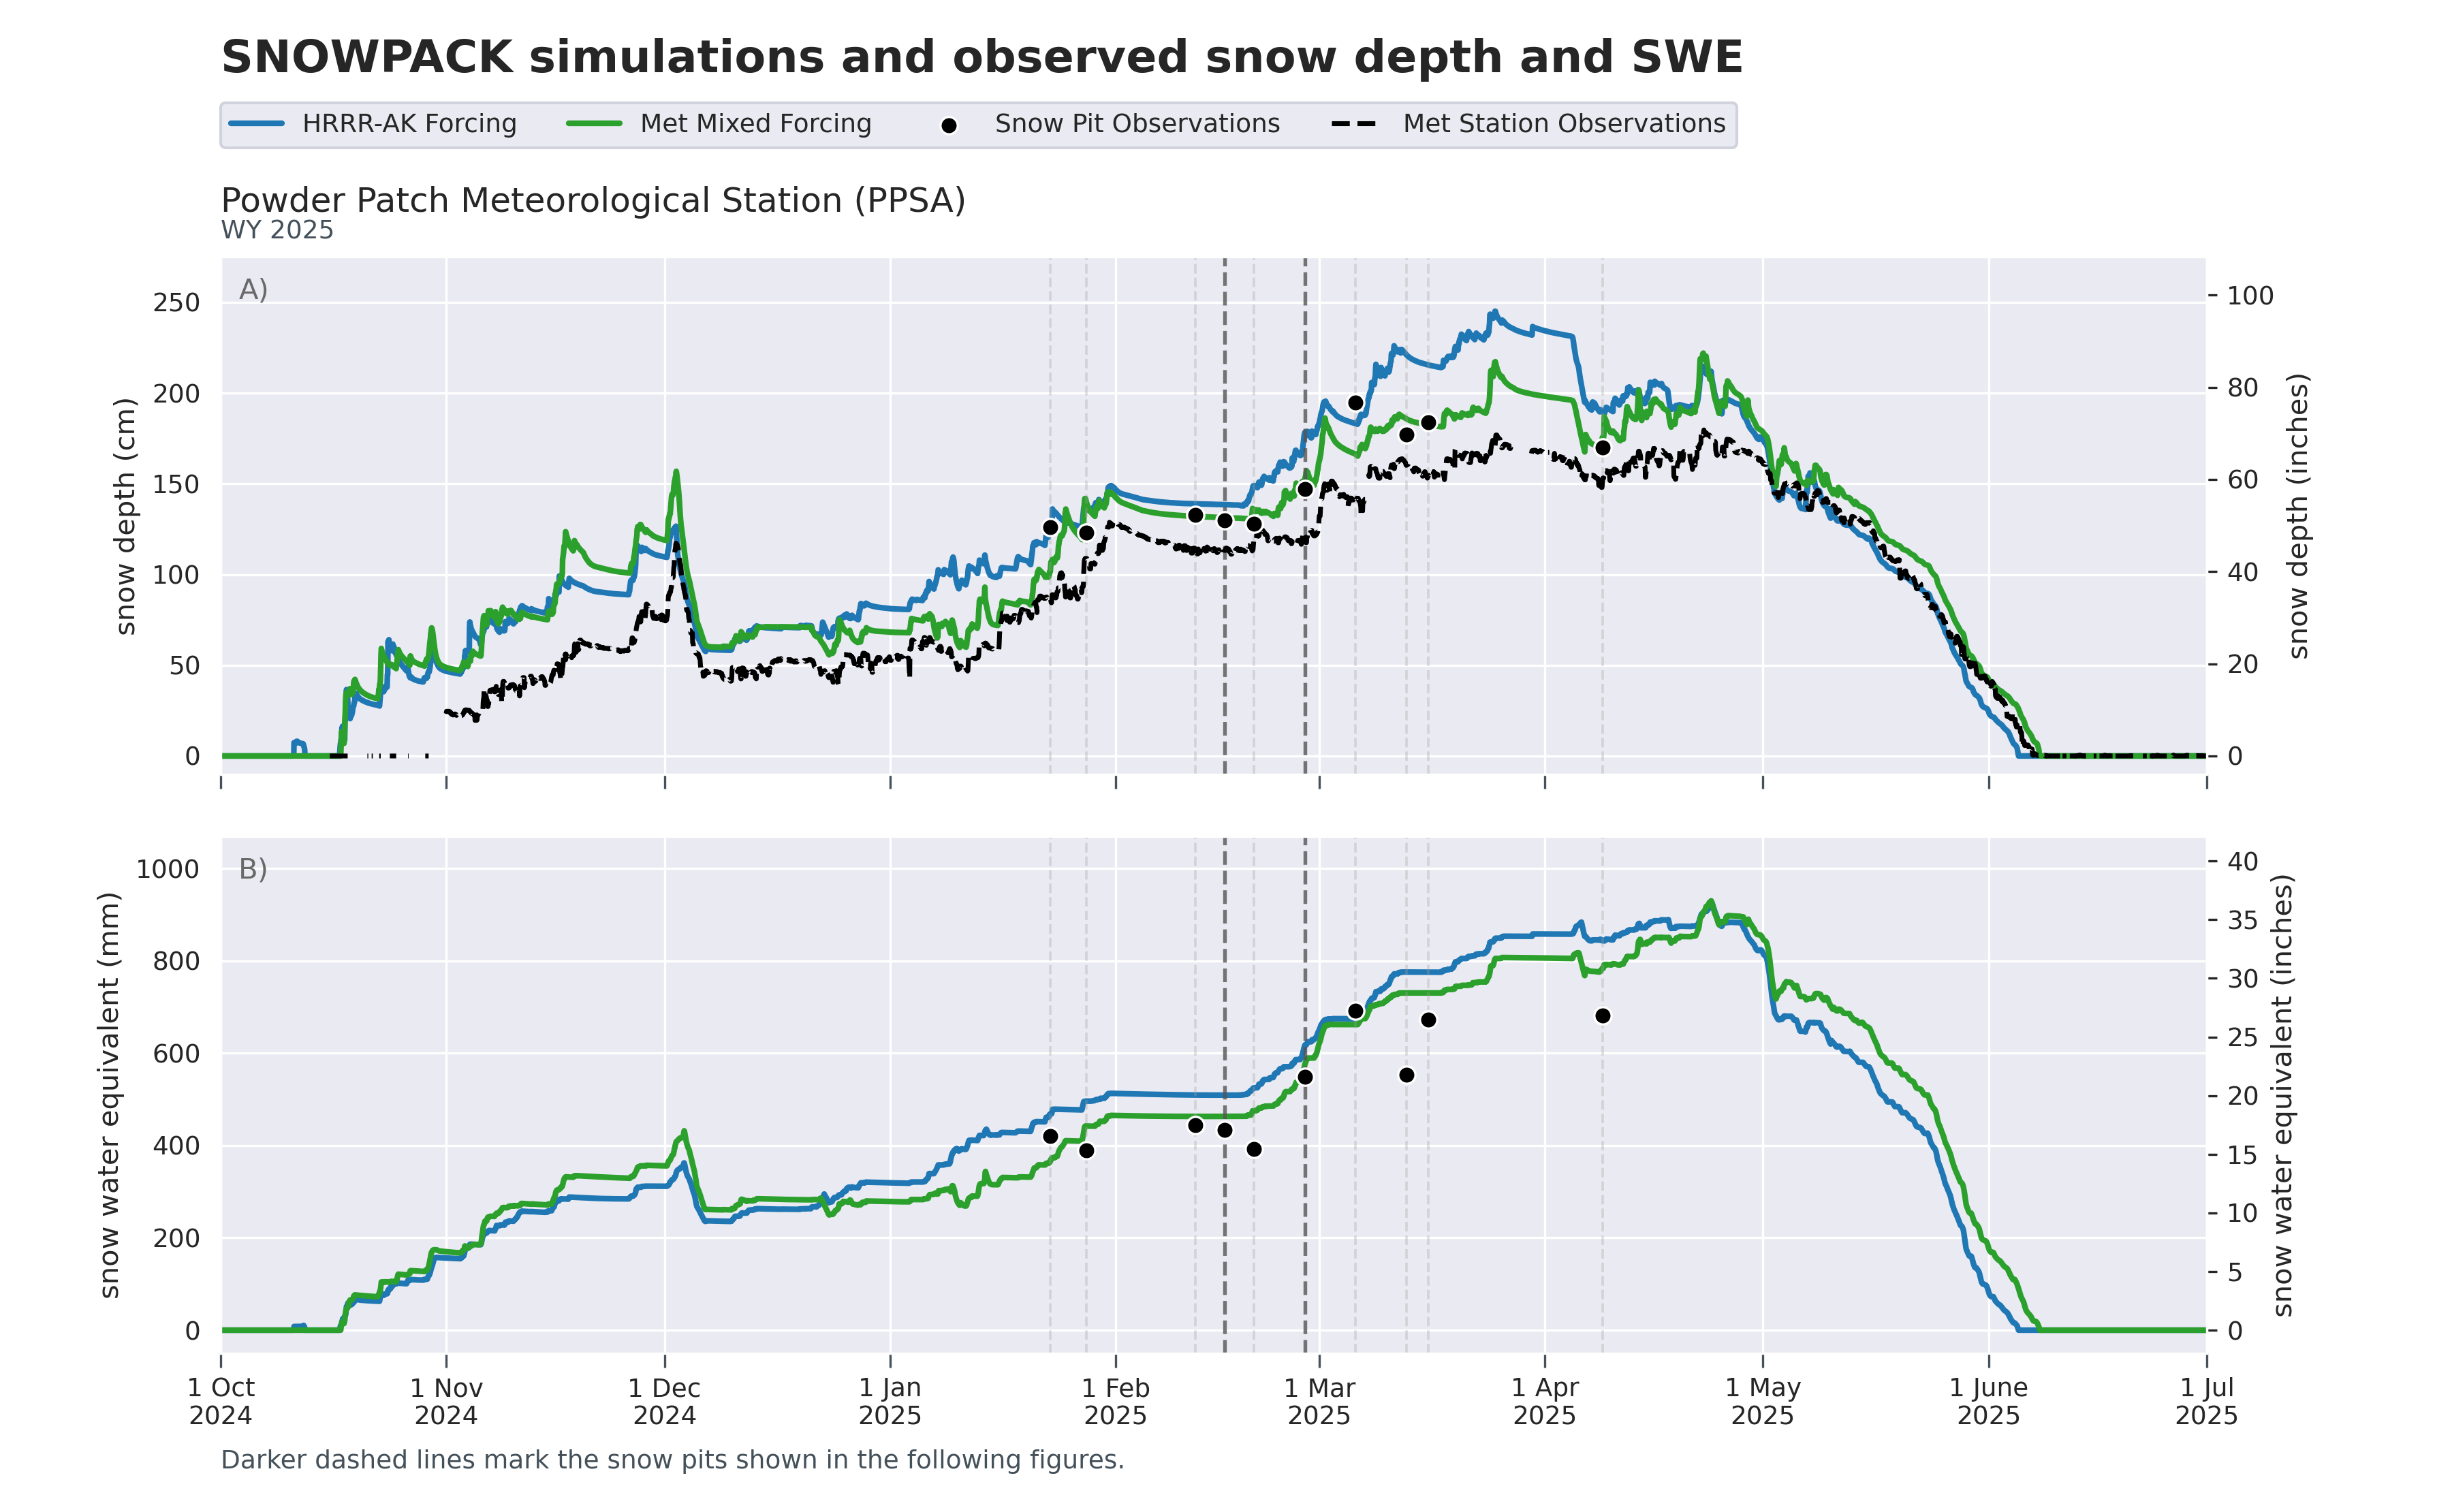 SNOWPACK simulations and observed snow depth and SWE
HRRR-AK Forcing Met Mixed Forcing Snow Pit Observations Met Station Observations
Powder Patch Meteorological Station (PPSA)
WY 2025
A)
250
200
150
100
50
0
snow depth (cm)
100
80
60
40
20
0
snow depth (inches)
B)
1000
800
600
400
200
0
snow water equivalent (mm)
40
35
30
25
20
15
10
5
0
snow water equivalent (inches)
1 Oct 1 Nov 1 Dec 1 Jan 1 Feb 1 Mar 1 Apr 1 May 1 June 1 Jul
2024 2024 2024 2025 2025 2025 2025 2025 2025 2025
Darker dashed lines mark the snow pits shown in the following figures.